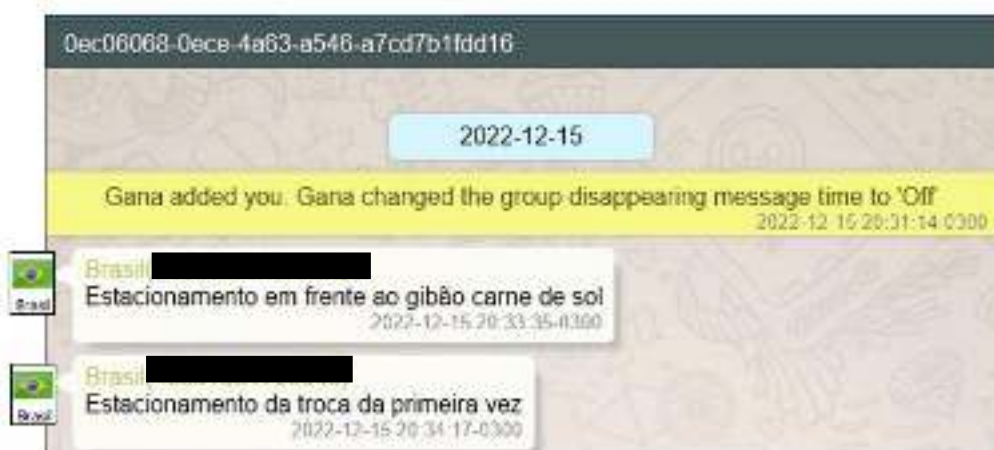 0ec06068-0ece-4a63-a546-a7cd7b1fdd16
2022-12-15
Gana added you. Gana changed the group disappearing message time to 'Off'
2022-12-15 20:31:14-0300
Brasil
Brasil
Estacionamento em frente ao gibão carne de sol
2022-12-15 20:33:35-0300
Brasil
Brasil
Estacionamento da troca da primeira vez
2022-12-15 20:34:17-0300